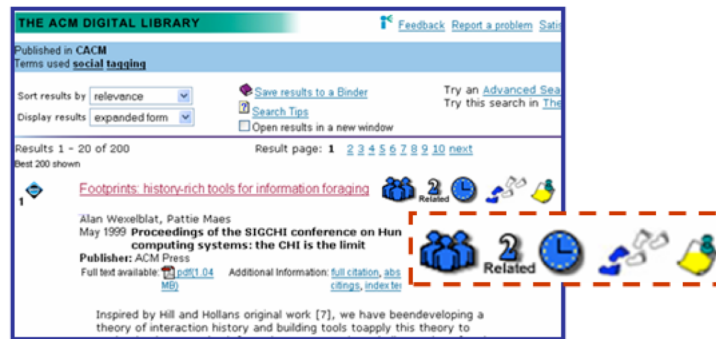 THE ACM DIGITAL LIBRARY
Feedback Report a problem Satis
Published in CACM
Terms used social tagging
Sort results by relevance
Save results to a Binder
Try an Advanced Sea
Display results expanded form
Search Tips
Try this search in The
Open results in a new window
Results 1 - 20 of 200
Result page: 1 2 3 4 5 6 7 8 9 10 next
Best 200 shown
1
Footprints: history-rich tools for information foraging
2 Related
Alan Wexelblat, Pattie Maes
May 1999 Proceedings of the SIGCHI conference on Hun
computing systems: the CHI is the limit
Publisher: ACM Press
Full text available: pdf(1.04 MB)
Additional Information: full citation, abs
citings, index te
2
Related
Inspired by Hill and Hollans original work [7], we have beendeveloping a
theory of interaction history and building tools toapply this theory to